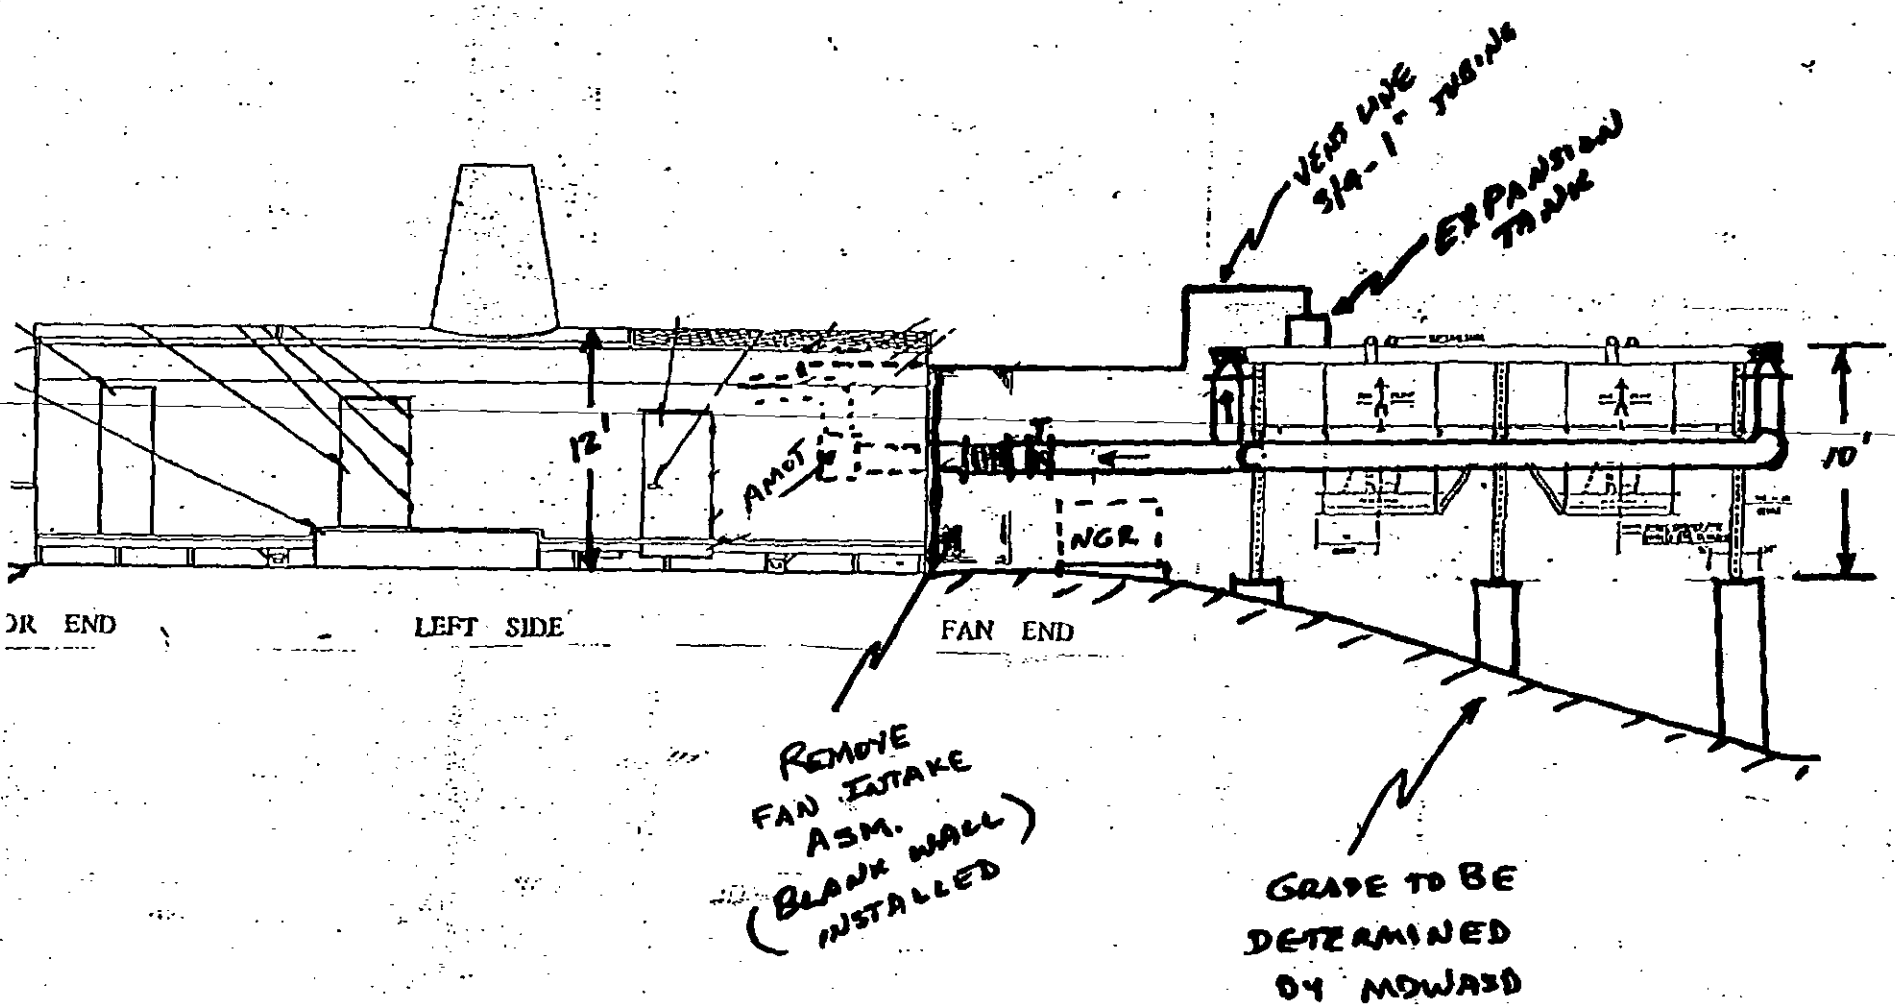 VENT LINE
3/4 - 1" TUBING
EXPANSION
TANK
12'
AMOT
T
NGR
10'
OR END
LEFT SIDE
FAN END
REMOVE
FAN INTAKE
ASM.
(BLANK WALL)
INSTALLED
GRADE TO BE
DETERMINED
BY MDWASD